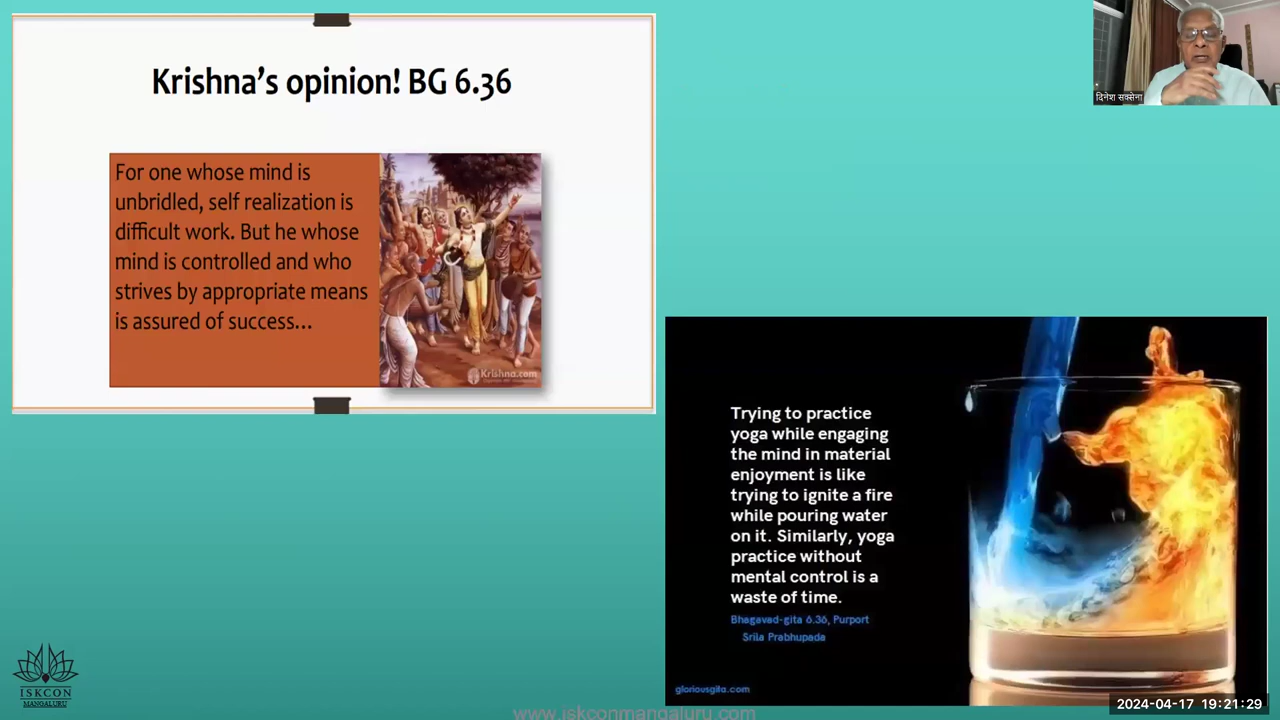 Krishna's opinion! BG 6.36
For one whose mind is
unbridled, self realization is
difficult work. But he whose
mind is controlled and who
strives by appropriate means
is assured of success...
Krishna.com
दिनेश सक्सेना
Trying to practice
yoga while engaging
the mind in material
enjoyment is like
trying to ignite a fire
while pouring water
on it. Similarly, yoga
practice without
mental control is a
waste of time.
Bhagavad-gita 6.36, Purport
Srila Prabhupada
gloriousgita.com
ISKCON
MANGALURU
www.iskconmandaluru.com
2024-04-17 19:21:29